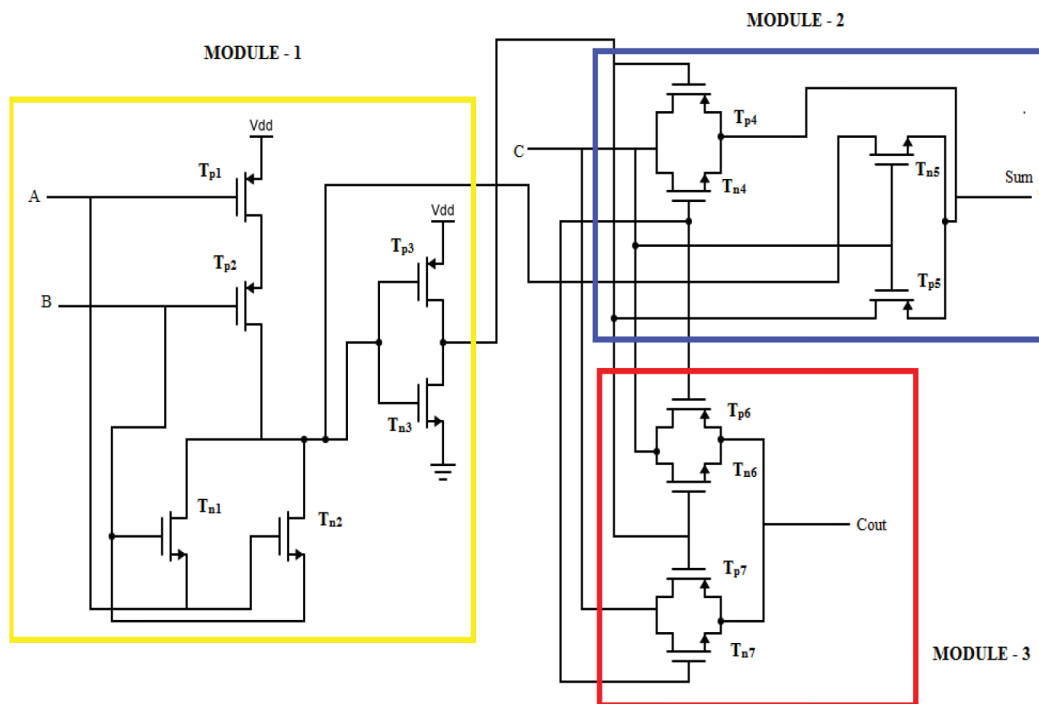 MODULE - 1
MODULE - 2
Vdd
Tp1
A
Tp2
B
Vdd
Tp3
Tn3
Tn1
Tn2
C
Tp4
Tn4
Tn5
Sum
Tp5
Tp6
Tn6
Cout
Tp7
Tn7
MODULE - 3